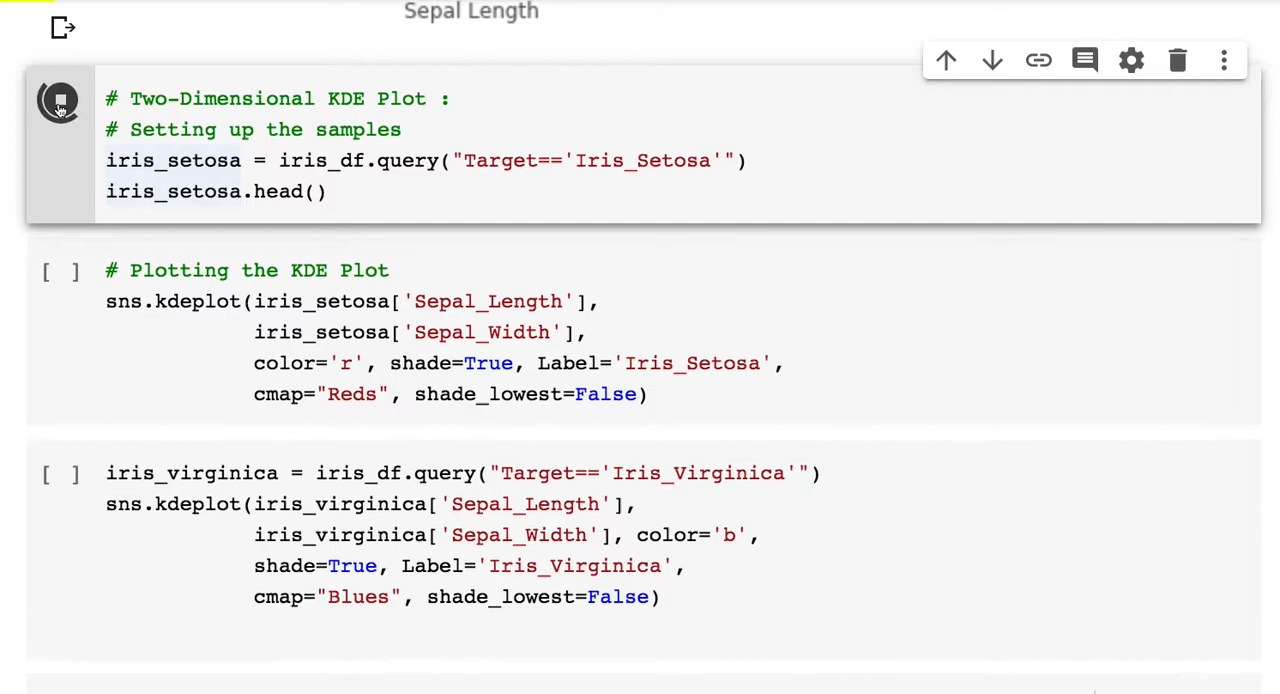 Sepal Length
# Two-Dimensional KDE Plot :
# Setting up the samples
iris_setosa = iris_df.query("Target=='Iris_Setosa'")
iris_setosa.head()
[ ] # Plotting the KDE Plot
sns.kdeplot(iris_setosa['Sepal_Length'],
iris_setosa['Sepal_Width'],
color='r', shade=True, Label='Iris_Setosa',
cmap="Reds", shade_lowest=False)
[ ] iris_virginica = iris_df.query("Target=='Iris_Virginica'")
sns.kdeplot(iris_virginica['Sepal_Length'],
iris_virginica['Sepal_Width'], color='b',
shade=True, Label='Iris_Virginica',
cmap="Blues", shade_lowest=False)